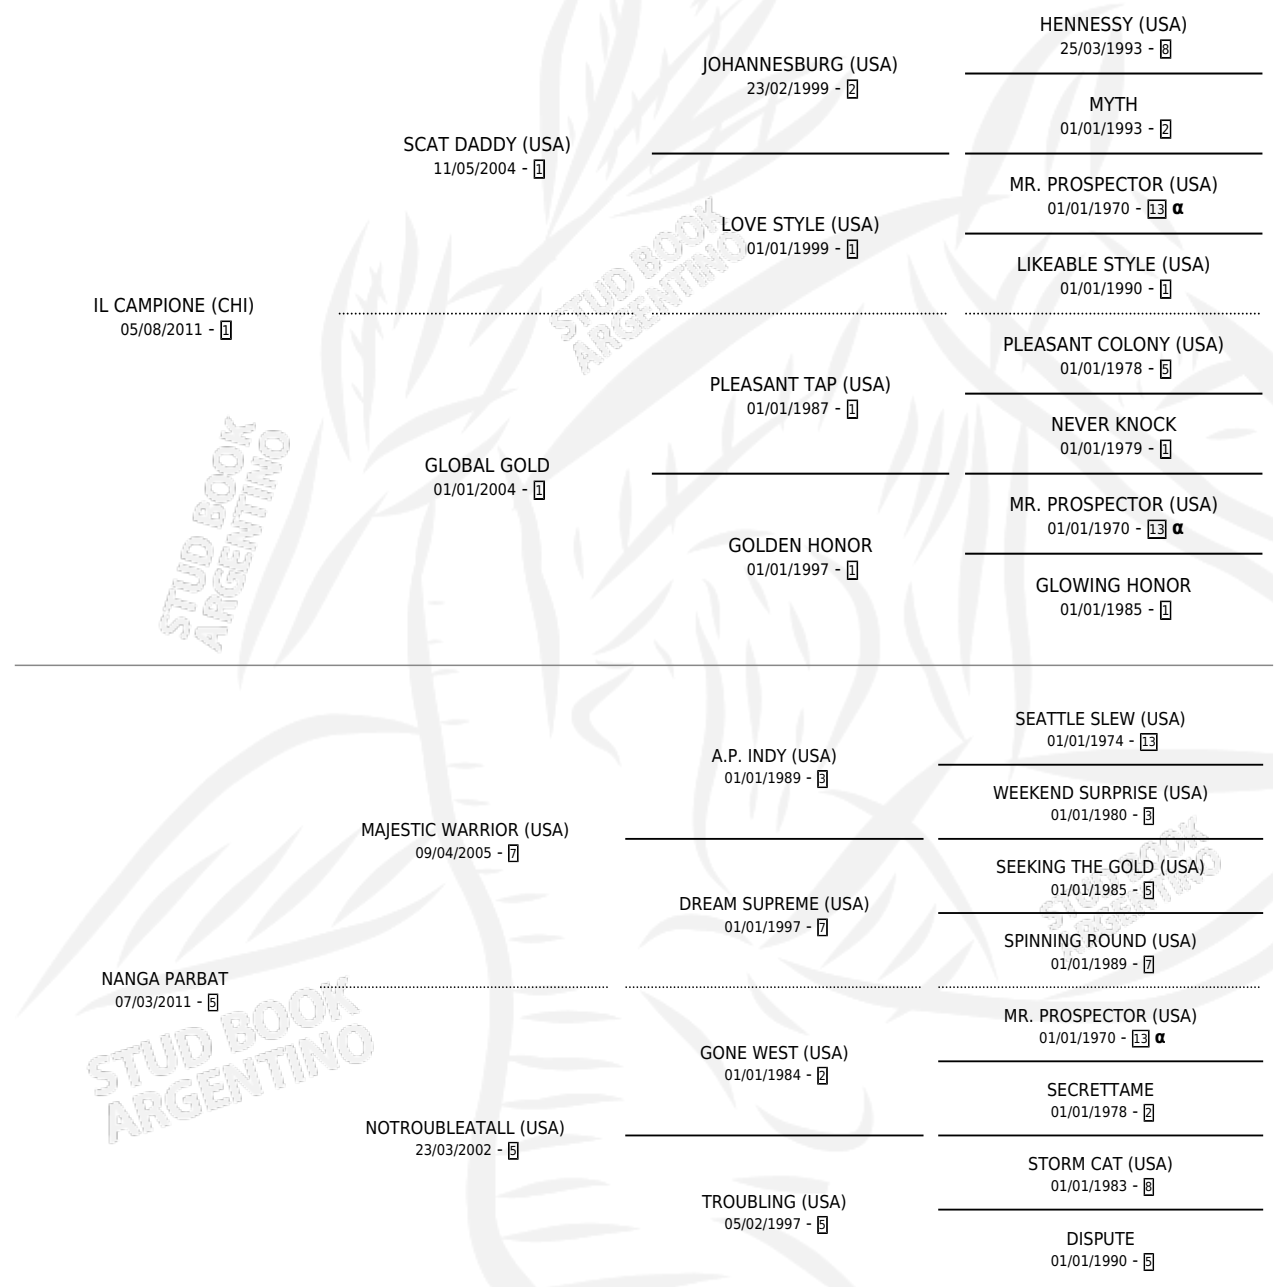 HENNESSY (USA)
25/03/1993 - 8
JOHANNESBURG (USA)
23/02/1999 - 2
MYTH
01/01/1993 - 2
SCAT DADDY (USA)
11/05/2004 - 1
MR. PROSPECTOR (USA)
01/01/1970 - 13 α
LOVE STYLE (USA)
01/01/1999 - 1
LIKEABLE STYLE (USA)
01/01/1990 - 1
IL CAMPIONE (CHI)
05/08/2011 - 1
PLEASANT COLONY (USA)
01/01/1978 - 5
PLEASANT TAP (USA)
01/01/1987 - 1
NEVER KNOCK
01/01/1979 - 1
GLOBAL GOLD
01/01/2004 - 1
MR. PROSPECTOR (USA)
01/01/1970 - 13 α
GOLDEN HONOR
01/01/1997 - 1
GLOWING HONOR
01/01/1985 - 1
SEATTLE SLEW (USA)
01/01/1974 - 13
A.P. INDY (USA)
01/01/1989 - 3
WEEKEND SURPRISE (USA)
01/01/1980 - 3
MAJESTIC WARRIOR (USA)
09/04/2005 - 7
SEEKING THE GOLD (USA)
01/01/1985 - 5
DREAM SUPREME (USA)
01/01/1997 - 7
SPINNING ROUND (USA)
01/01/1989 - 7
NANGA PARBAT
07/03/2011 - 5
MR. PROSPECTOR (USA)
01/01/1970 - 13 α
GONE WEST (USA)
01/01/1984 - 2
SECRETTAME
01/01/1978 - 2
NOTROUBLEATALL (USA)
23/03/2002 - 5
STORM CAT (USA)
01/01/1983 - 8
TROUBLING (USA)
05/02/1997 - 5
DISPUTE
01/01/1990 - 5
STUD BOOK
ARGENTINO
STUD BOOK
ARGENTINO
STUD BOOK
ARGENTINO
STUD BOOK
ARGENTINO